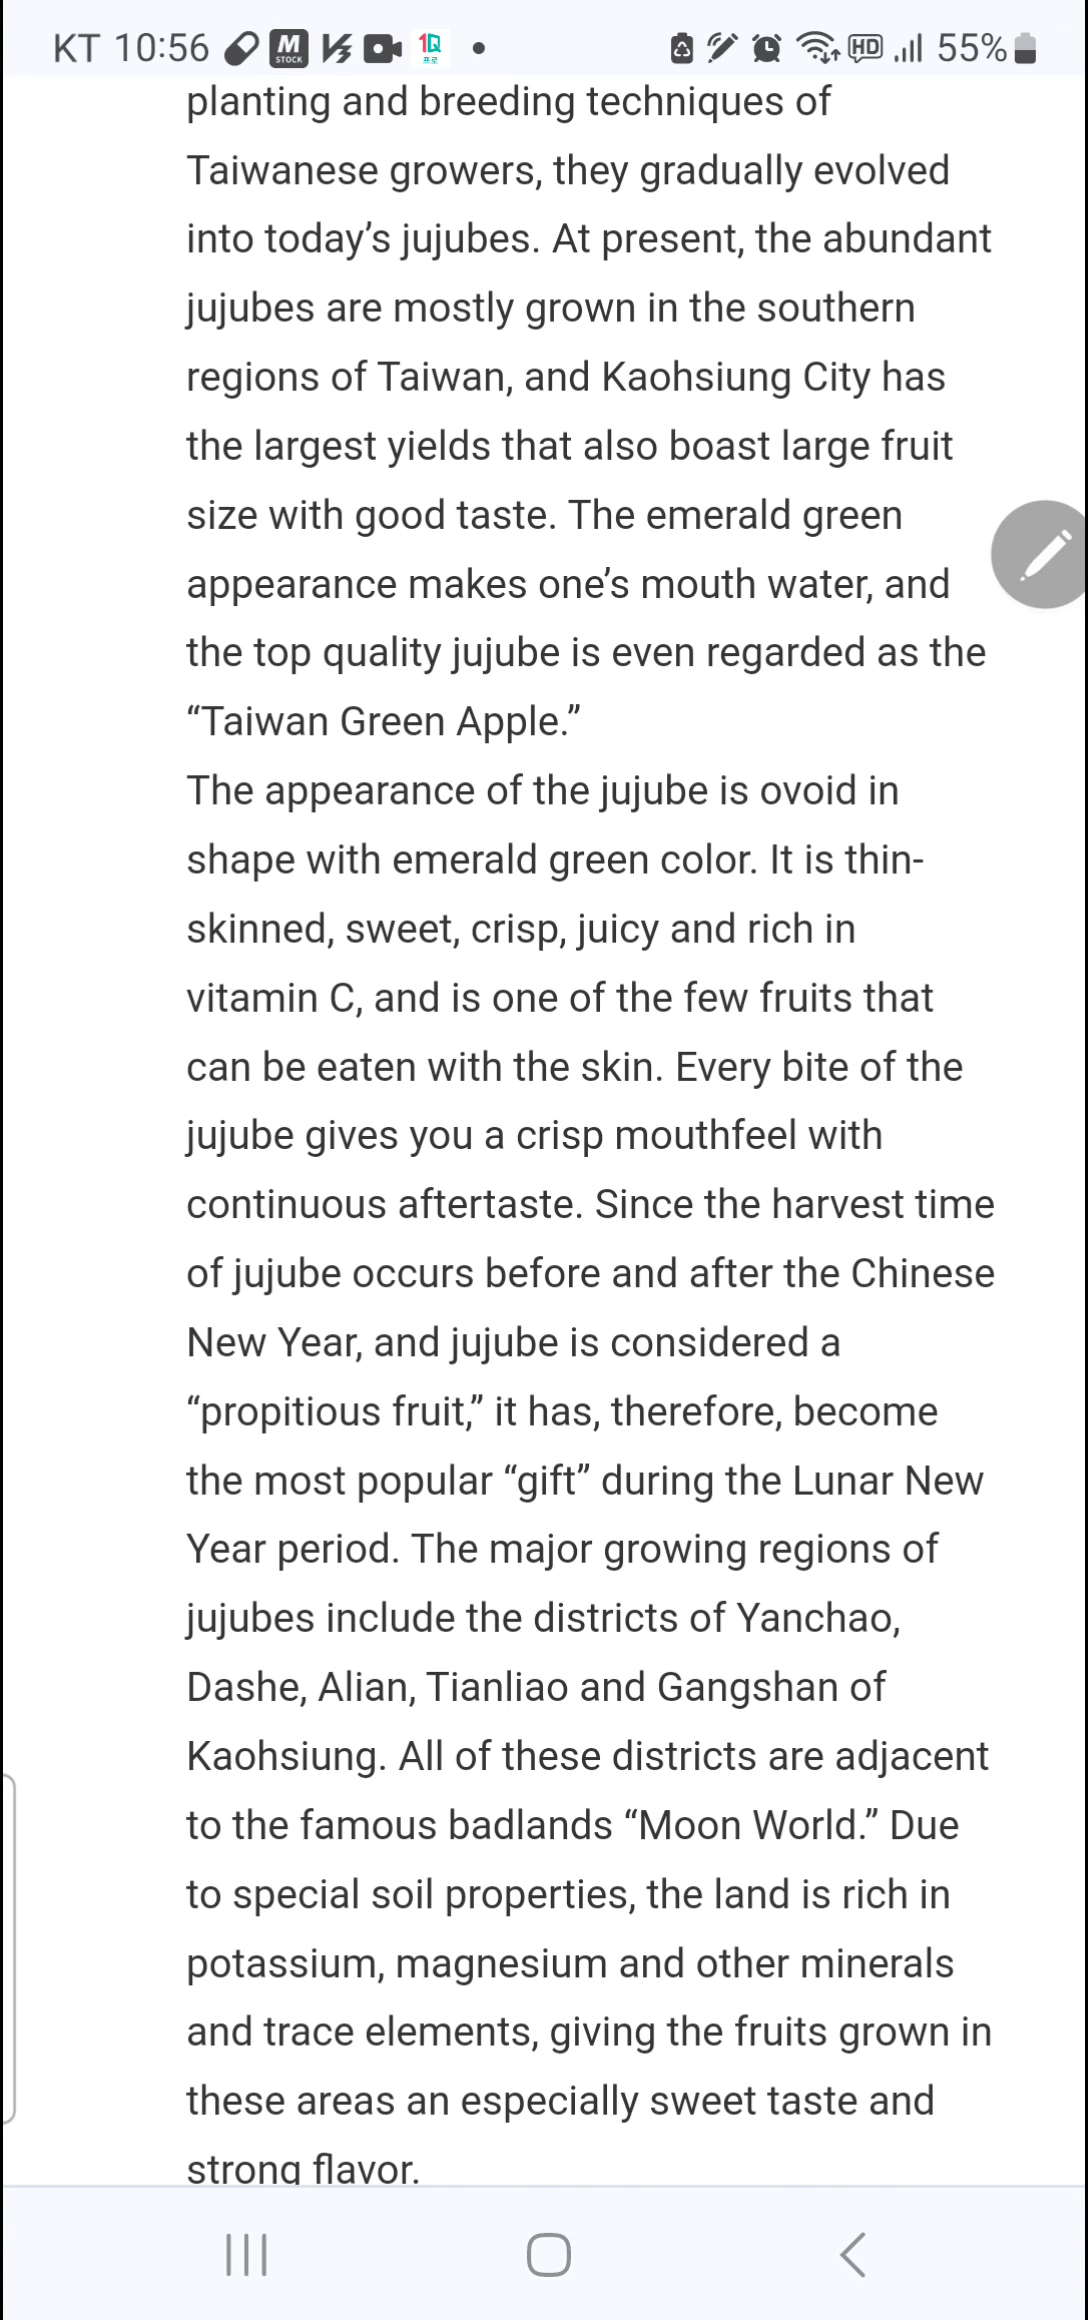 KT 10:56 M STOCK 1Q 프로 HD 55%
planting and breeding techniques of
Taiwanese growers, they gradually evolved
into today’s jujubes. At present, the abundant
jujubes are mostly grown in the southern
regions of Taiwan, and Kaohsiung City has
the largest yields that also boast large fruit
size with good taste. The emerald green
appearance makes one’s mouth water, and
the top quality jujube is even regarded as the
“Taiwan Green Apple.”
The appearance of the jujube is ovoid in
shape with emerald green color. It is thin-
skinned, sweet, crisp, juicy and rich in
vitamin C, and is one of the few fruits that
can be eaten with the skin. Every bite of the
jujube gives you a crisp mouthfeel with
continuous aftertaste. Since the harvest time
of jujube occurs before and after the Chinese
New Year, and jujube is considered a
“propitious fruit,” it has, therefore, become
the most popular “gift” during the Lunar New
Year period. The major growing regions of
jujubes include the districts of Yanchao,
Dashe, Alian, Tianliao and Gangshan of
Kaohsiung. All of these districts are adjacent
to the famous badlands “Moon World.” Due
to special soil properties, the land is rich in
potassium, magnesium and other minerals
and trace elements, giving the fruits grown in
these areas an especially sweet taste and
strong flavor.